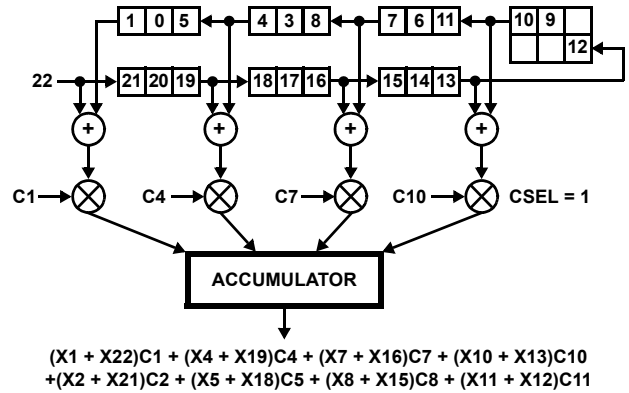 1 0 5 4 3 8 7 6 11 10 9
12
22 21 20 19 18 17 16 15 14 13
+ + + +
C1 C4 C7 C10 CSEL = 1
ACCUMULATOR
(X1 + X22)C1 + (X4 + X19)C4 + (X7 + X16)C7 + (X10 + X13)C10
+(X2 + X21)C2 + (X5 + X18)C5 + (X8 + X15)C8 + (X11 + X12)C11